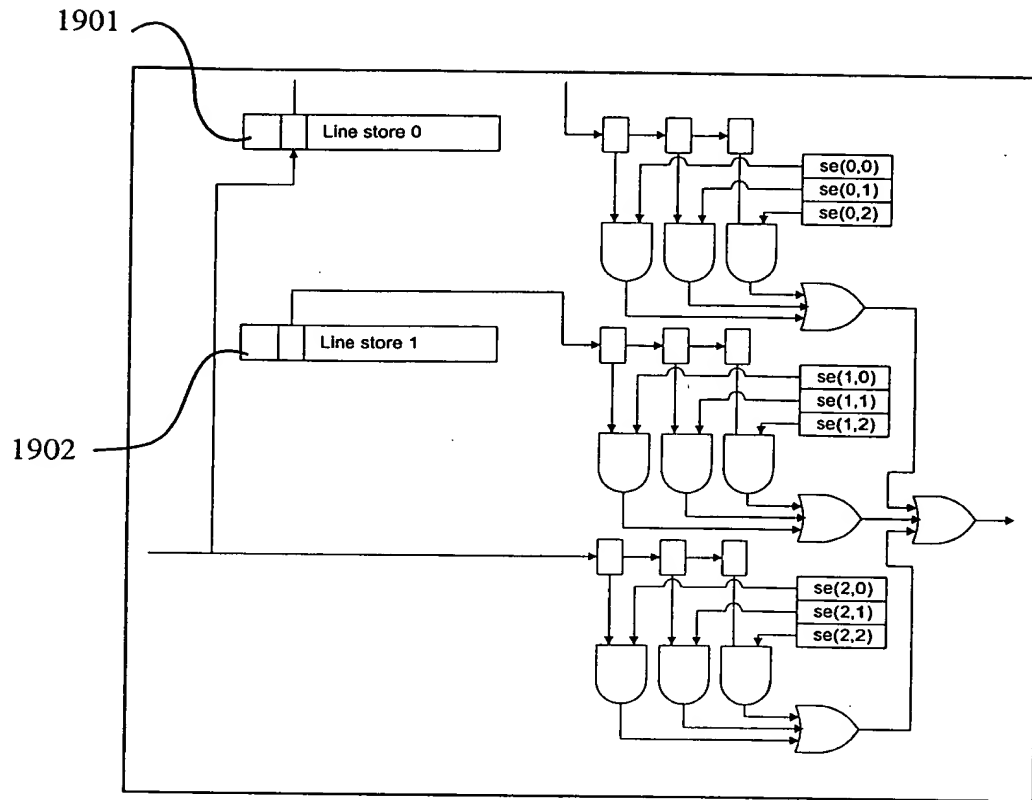 1901
Line store 0
se(0,0)
se(0,1)
se(0,2)
Line store 1
1902
se(1,0)
se(1,1)
se(1,2)
se(2,0)
se(2,1)
se(2,2)